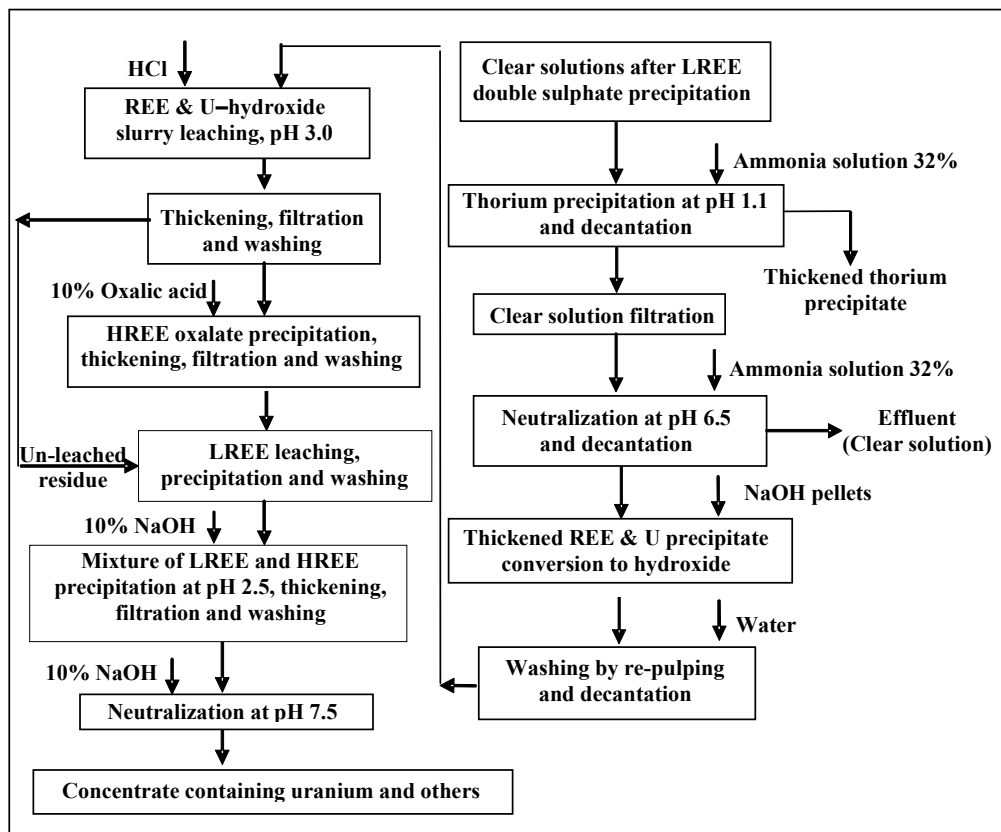 HCl
REE & U–hydroxide
slurry leaching, pH 3.0
Thickening, filtration
and washing
10% Oxalic acid
HREE oxalate precipitation,
thickening, filtration and washing
Un-leached
residue
LREE leaching,
precipitation and washing
10% NaOH
Mixture of LREE and HREE
precipitation at pH 2.5, thickening,
filtration and washing
10% NaOH
Neutralization at pH 7.5
Concentrate containing uranium and others
Clear solutions after LREE
double sulphate precipitation
Ammonia solution 32%
Thorium precipitation at pH 1.1
and decantation
Thickened thorium
precipitate
Clear solution filtration
Ammonia solution 32%
Neutralization at pH 6.5
and decantation
Effluent
(Clear solution)
NaOH pellets
Thickened REE & U precipitate
conversion to hydroxide
Water
Washing by re-pulping
and decantation